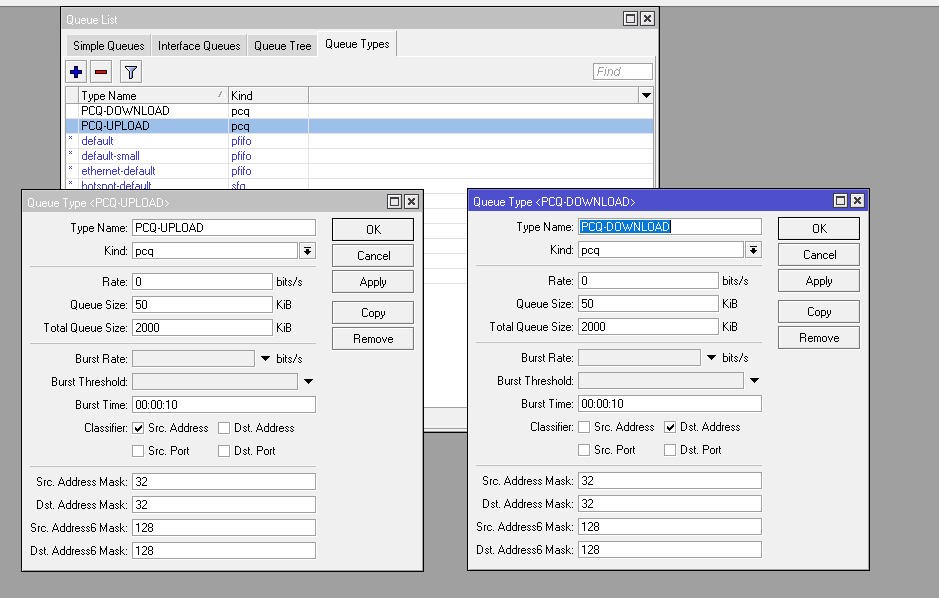 Queue List
Simple Queues Interface Queues Queue Tree Queue Types
Find
Type Name / Kind
PCQ-DOWNLOAD pcq
PCQ-UPLOAD pcq
* default pfifo
* default-small pfifo
* ethernet-default pfifo
* hotspot-default sfq
Queue Type <PCQ-UPLOAD>
Type Name: PCQ-UPLOAD OK
Kind: pcq Cancel
Rate: 0 bits/s Apply
Queue Size: 50 KiB Copy
Total Queue Size: 2000 KiB Remove
Burst Rate: bits/s
Burst Threshold:
Burst Time: 00:00:10
Classifier: Src. Address Dst. Address
Src. Port Dst. Port
Src. Address Mask: 32
Dst. Address Mask: 32
Src. Address6 Mask: 128
Dst. Address6 Mask: 128
Queue Type <PCQ-DOWNLOAD>
Type Name: PCQ-DOWNLOAD OK
Kind: pcq Cancel
Rate: 0 bits/s Apply
Queue Size: 50 KiB Copy
Total Queue Size: 2000 KiB Remove
Burst Rate: bits/s
Burst Threshold:
Burst Time: 00:00:10
Classifier: Src. Address Dst. Address
Src. Port Dst. Port
Src. Address Mask: 32
Dst. Address Mask: 32
Src. Address6 Mask: 128
Dst. Address6 Mask: 128